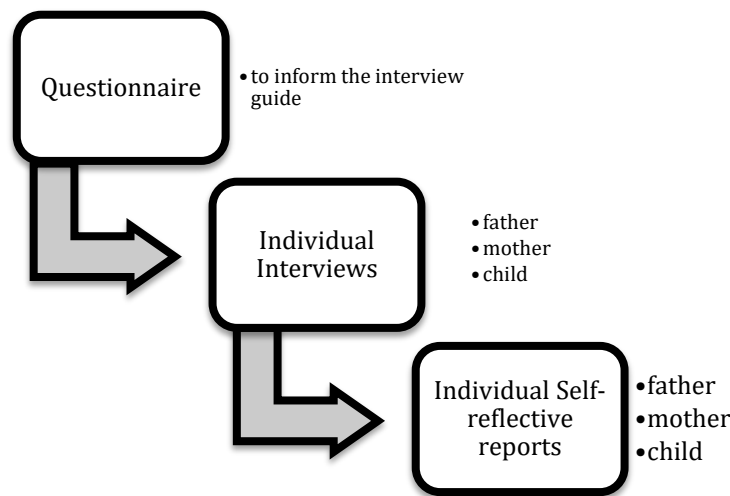 Questionnaire
• to inform the interview
guide
Individual
Interviews
• father
• mother
• child
Individual Self-
reflective
reports
• father
• mother
• child